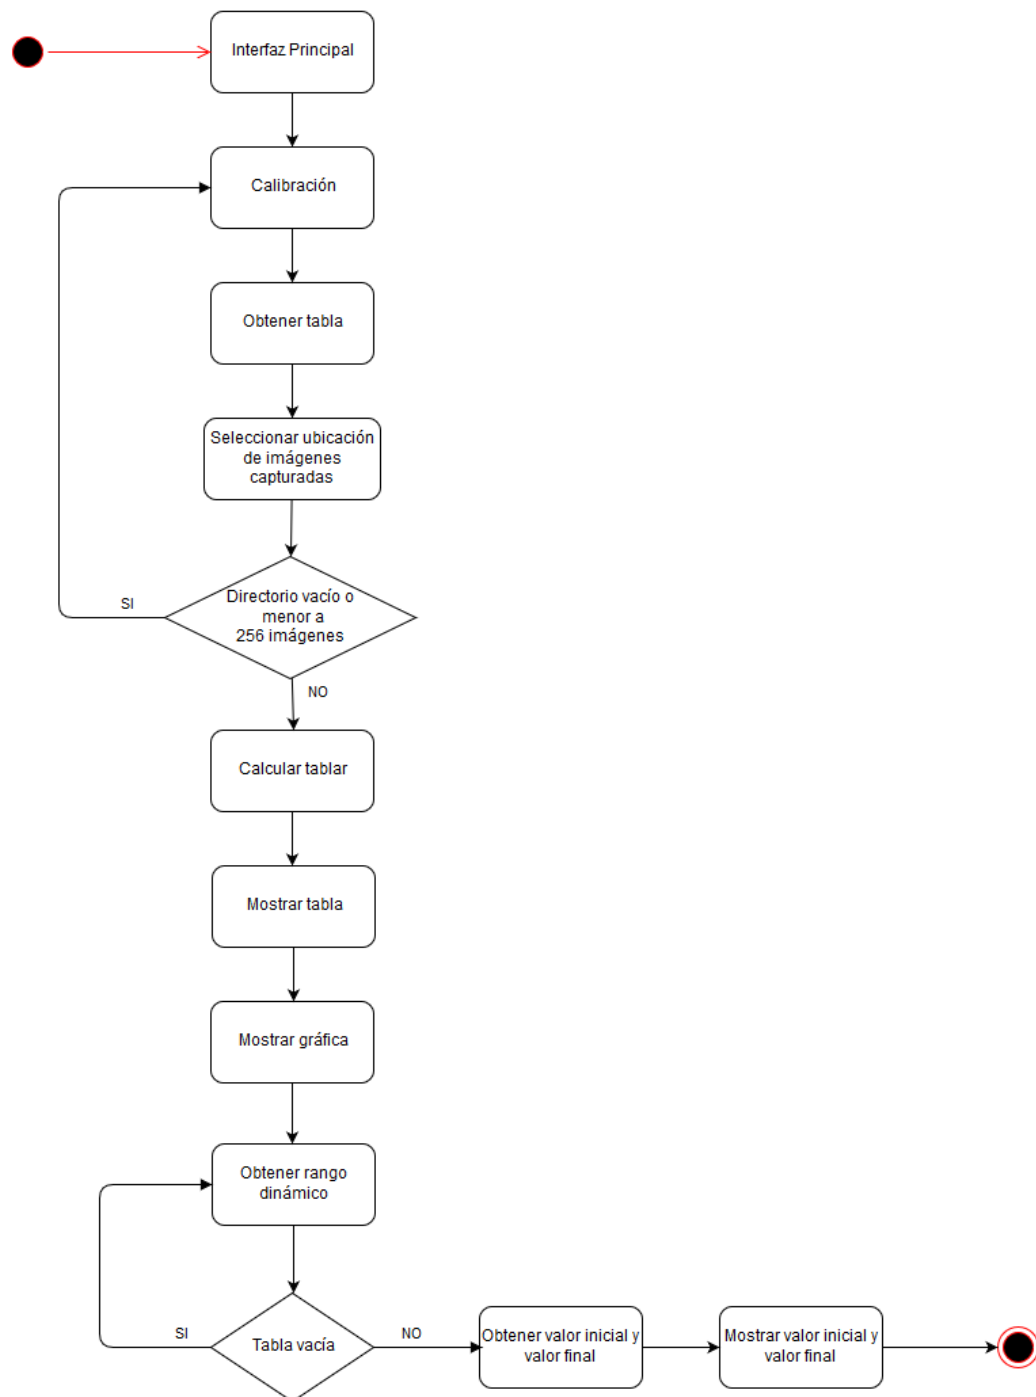 Interfaz Principal
Calibración
Obtener tabla
Seleccionar ubicación
de imágenes
capturadas
Directorio vacío o
menor a
256 imágenes
SI
NO
Calcular tablar
Mostrar tabla
Mostrar gráfica
Obtener rango
dinámico
Tabla vacía
SI
NO
Obtener valor inicial y
valor final
Mostrar valor inicial y
valor final